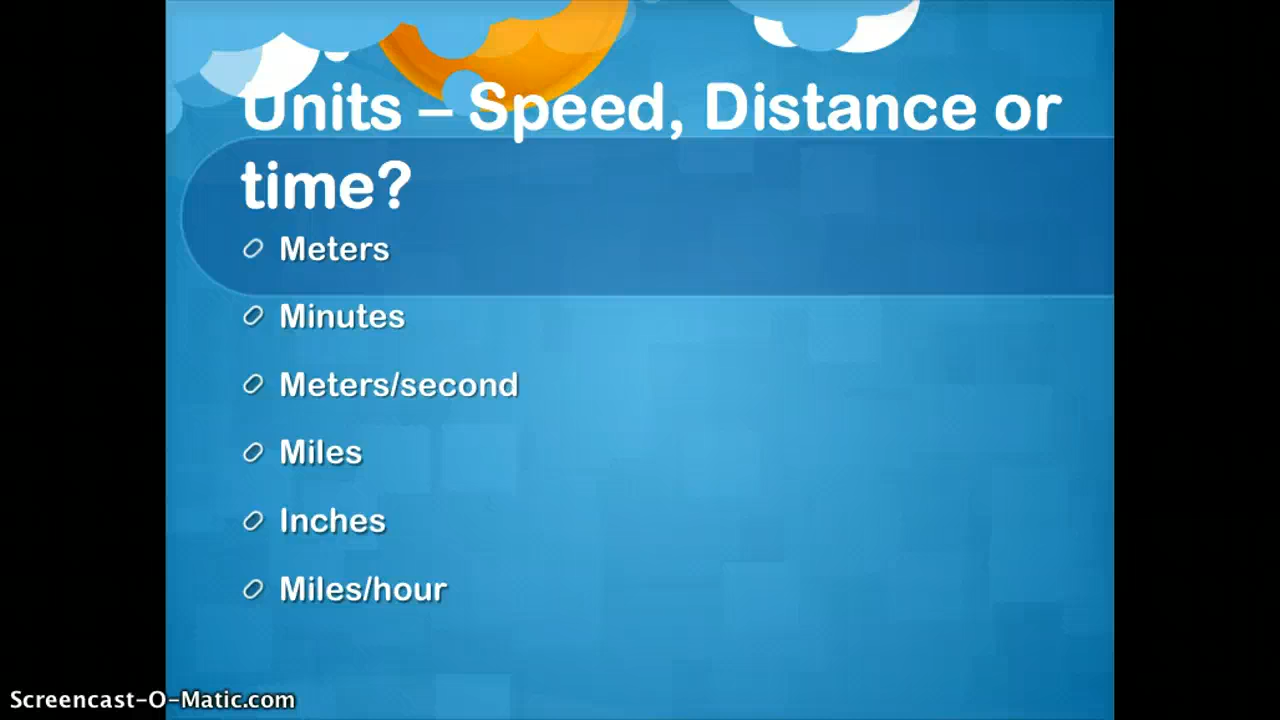 Units – Speed, Distance or
time?
Meters
Minutes
Meters/second
Miles
Inches
Miles/hour
Screencast-O-Matic.com